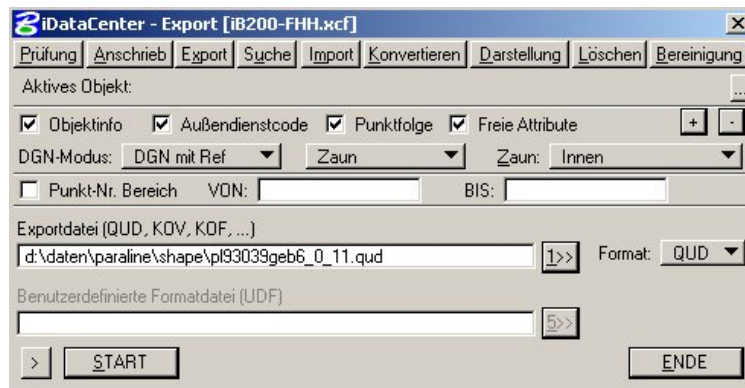 iDataCenter - Export [iB200-FHH.xcf]
Prüfung Anschrieb Export Suche Import Konvertieren Darstellung Löschen Bereinigung
Aktives Objekt: ...
Objektinfo Außendienstcode Punktfolge Freie Attribute + -
DGN-Modus: DGN mit Ref Zaun Zaun: Innen
Punkt-Nr. Bereich VON: BIS:
Exportdatei (QUD, KOV, KOF, ...)
d:\daten\paraline\shape\pl93039geb6_0_11.qud 1>> Format: QUD
Benutzerdefinierte Formatdatei (UDF)
5>>
> START ENDE